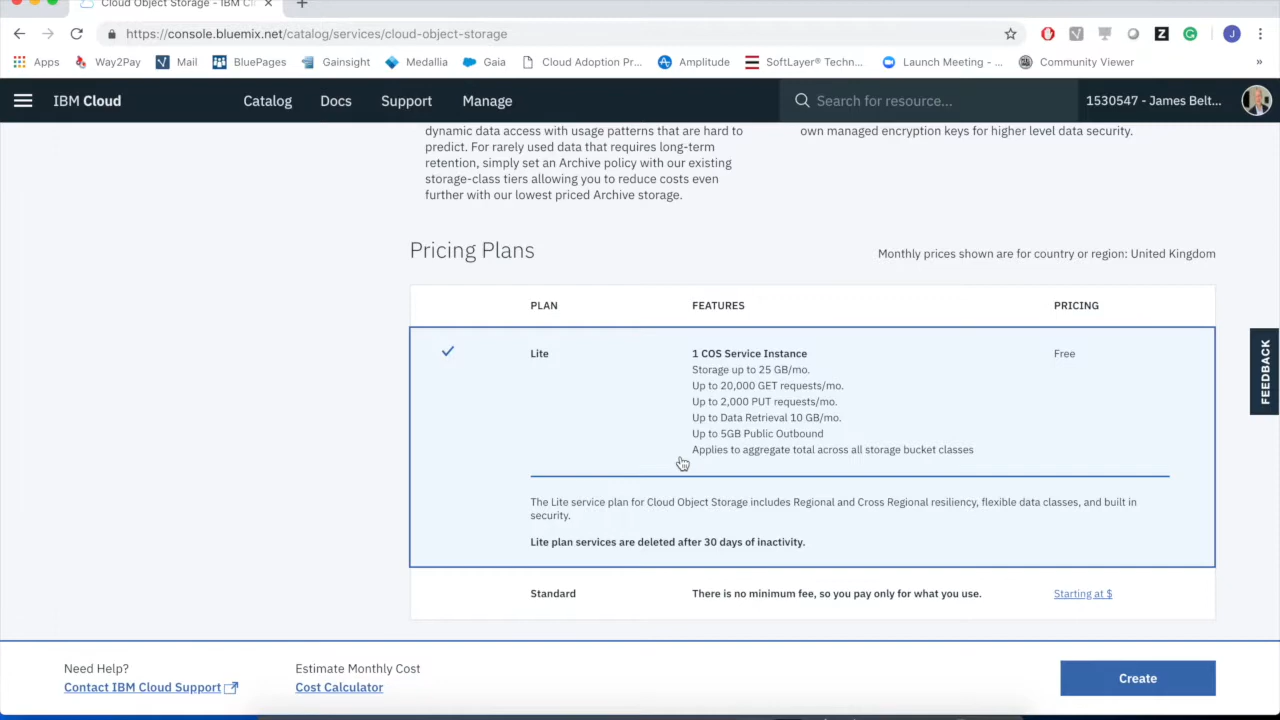 Cloud Object Storage - IBM Cl
https://console.bluemix.net/catalog/services/cloud-object-storage
Apps Way2Pay Mail BluePages Gainsight Medallia Gaia Cloud Adoption Pr... Amplitude SoftLayer® Techn... Launch Meeting - ... Community Viewer »
IBM Cloud Catalog Docs Support Manage Search for resource... 1530547 - James Belt...
dynamic data access with usage patterns that are hard to
predict. For rarely used data that requires long-term
retention, simply set an Archive policy with our existing
storage-class tiers allowing you to reduce costs even
further with our lowest priced Archive storage.
own managed encryption keys for higher level data security.
Pricing Plans
Monthly prices shown are for country or region: United Kingdom
PLAN FEATURES PRICING
Lite 1 COS Service Instance Free
Storage up to 25 GB/mo.
Up to 20,000 GET requests/mo.
Up to 2,000 PUT requests/mo.
Up to Data Retrieval 10 GB/mo.
Up to 5GB Public Outbound
Applies to aggregate total across all storage bucket classes
The Lite service plan for Cloud Object Storage includes Regional and Cross Regional resiliency, flexible data classes, and built in
security.
Lite plan services are deleted after 30 days of inactivity.
Standard There is no minimum fee, so you pay only for what you use. Starting at $
FEEDBACK
Need Help? Estimate Monthly Cost
Contact IBM Cloud Support Cost Calculator
Create